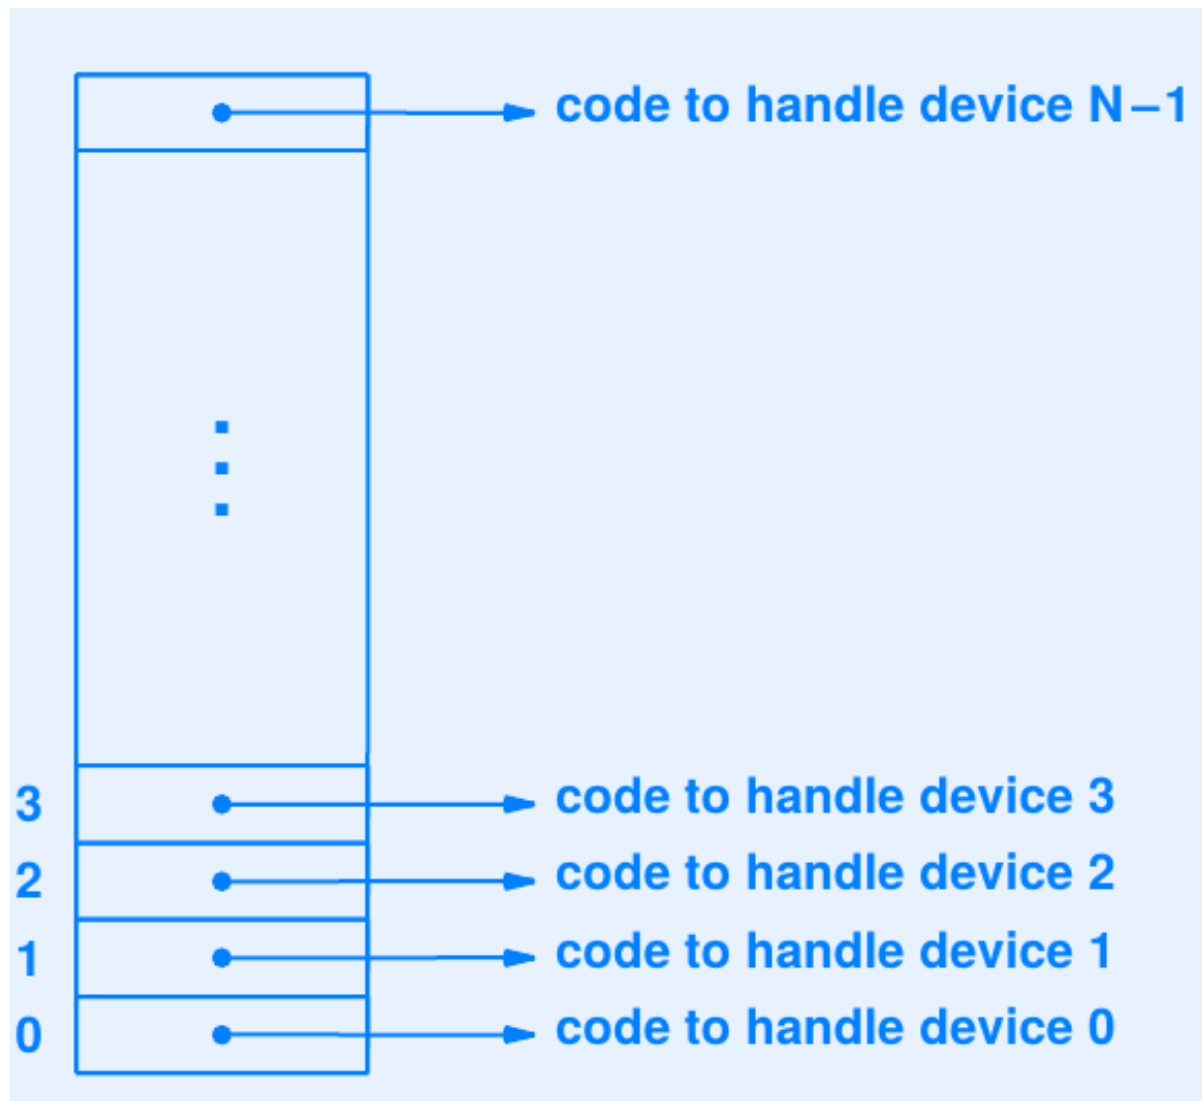 code to handle device N−1
3 code to handle device 3
2 code to handle device 2
1 code to handle device 1
0 code to handle device 0